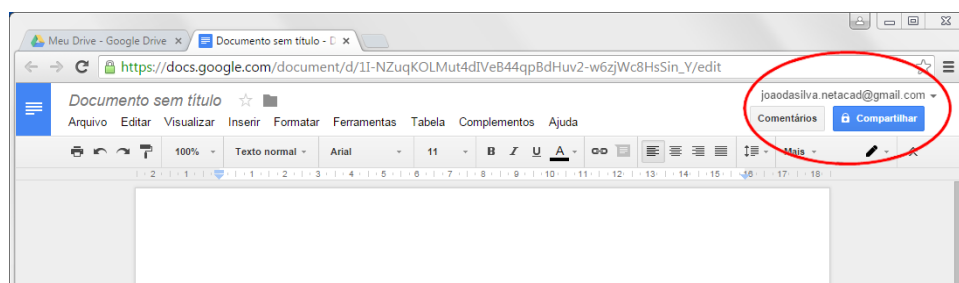 Meu Drive - Google Drive × Documento sem título - D ×
https://docs.google.com/document/d/1I-NZuqKOLMut4dIVeB44qpBdHuv2-w6zjWc8HsSin_Y/edit
Documento sem título
joaodasilva.netacad@gmail.com
Arquivo Editar Visualizar Inserir Formatar Ferramentas Tabela Complementos Ajuda
Comentários Compartilhar
100% Texto normal Arial 11 B I U A Mais
2 1 1 2 3 4 5 6 7 8 9 10 11 12 13 14 15 16 17 18